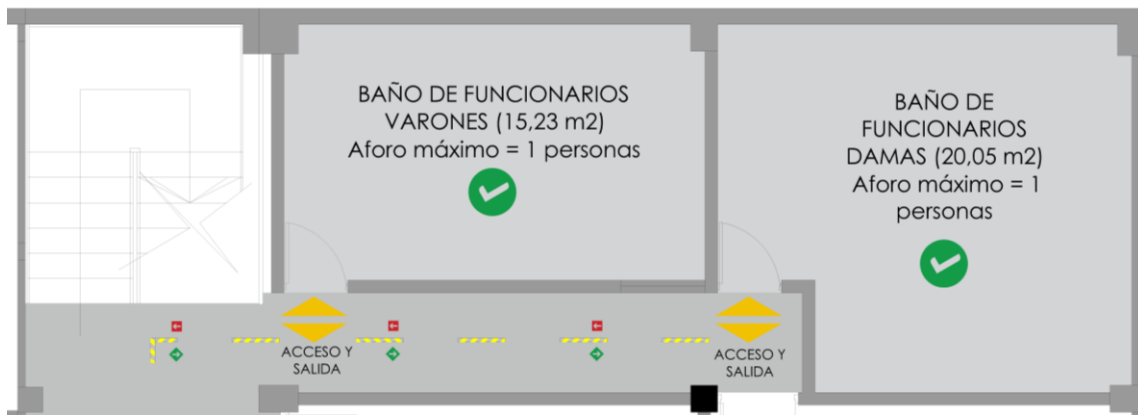 BAÑO DE FUNCIONARIOS
VARONES (15,23 m2)
Aforo máximo = 1 personas
BAÑO DE
FUNCIONARIOS
DAMAS (20,05 m2)
Aforo máximo = 1
personas
ACCESO Y
SALIDA
ACCESO Y
SALIDA